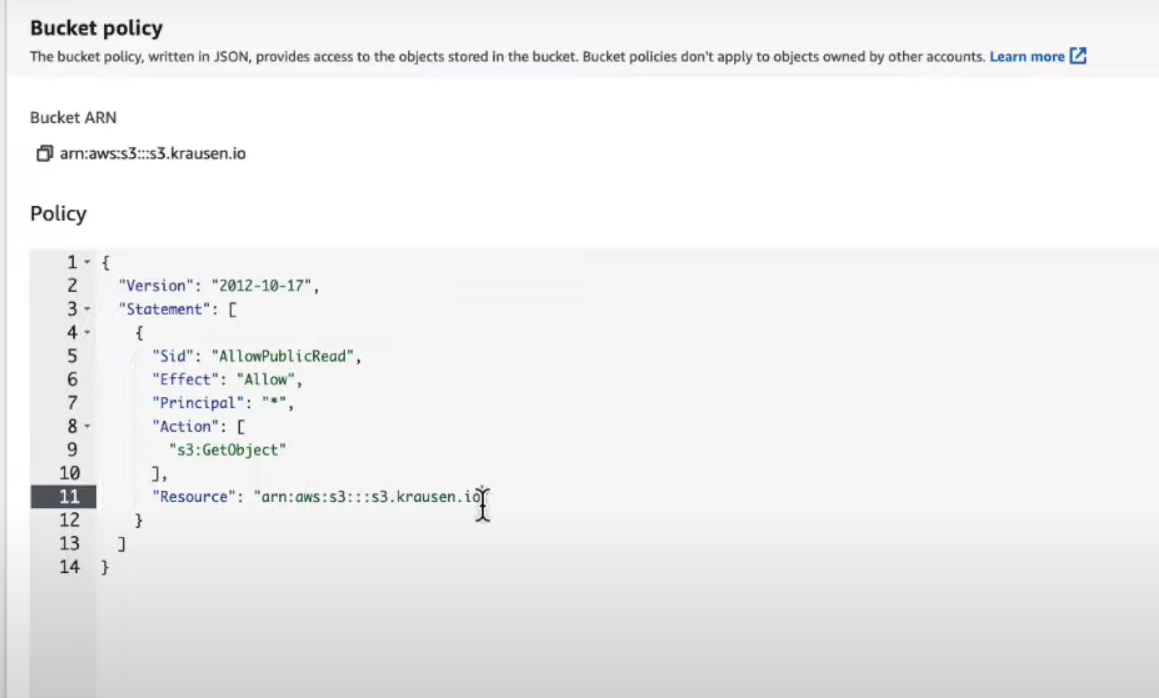 Bucket policy
The bucket policy, written in JSON, provides access to the objects stored in the bucket. Bucket policies don't apply to objects owned by other accounts. Learn more
Bucket ARN
arn:aws:s3:::s3.krausen.io
Policy
1 {
2 "Version": "2012-10-17",
3 "Statement": [
4 {
5 "Sid": "AllowPublicRead",
6 "Effect": "Allow",
7 "Principal": "*",
8 "Action": [
9 "s3:GetObject"
10 ],
11 "Resource": "arn:aws:s3:::s3.krausen.io
12 }
13 ]
14 }